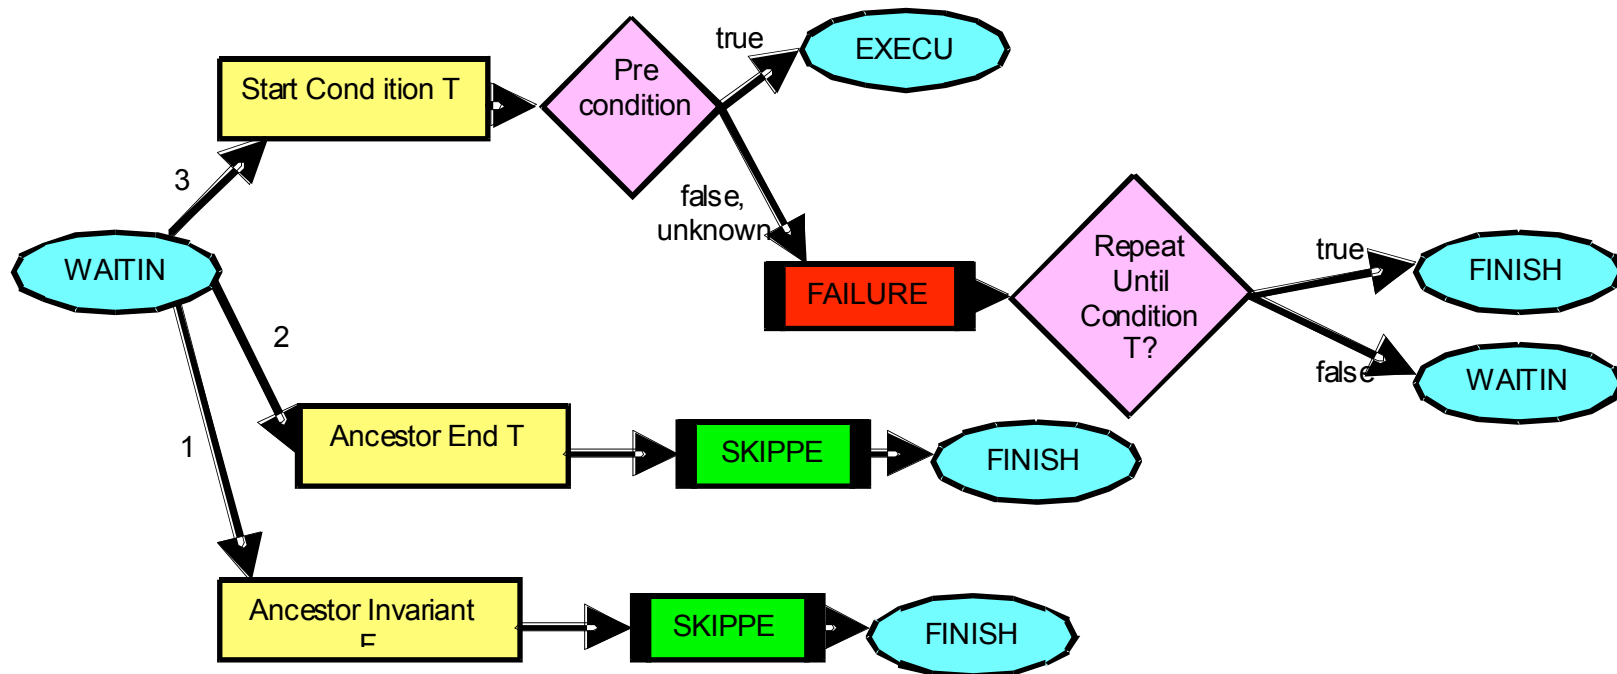 true
EXECU
Start Cond ition T
Pre
condition
3
false,
unknown
WAITIN
Repeat
Until
Condition
T?
true
FINISH
FAILURE
2
false
WAITIN
1
Ancestor End T
SKIPPE
FINISH
Ancestor Invariant
SKIPPE
FINISH